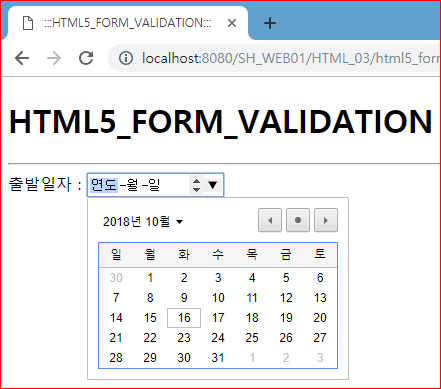 :::HTML5_FORM_VALIDATION:::
localhost:8080/SH_WEB01/HTML_03/html5_for
HTML5_FORM_VALIDATION
출발일자 : 연도-월-일
2018년 10월
일 월 화 수 목 금 토
30 1 2 3 4 5 6
7 8 9 10 11 12 13
14 15 16 17 18 19 20
21 22 23 24 25 26 27
28 29 30 31 1 2 3